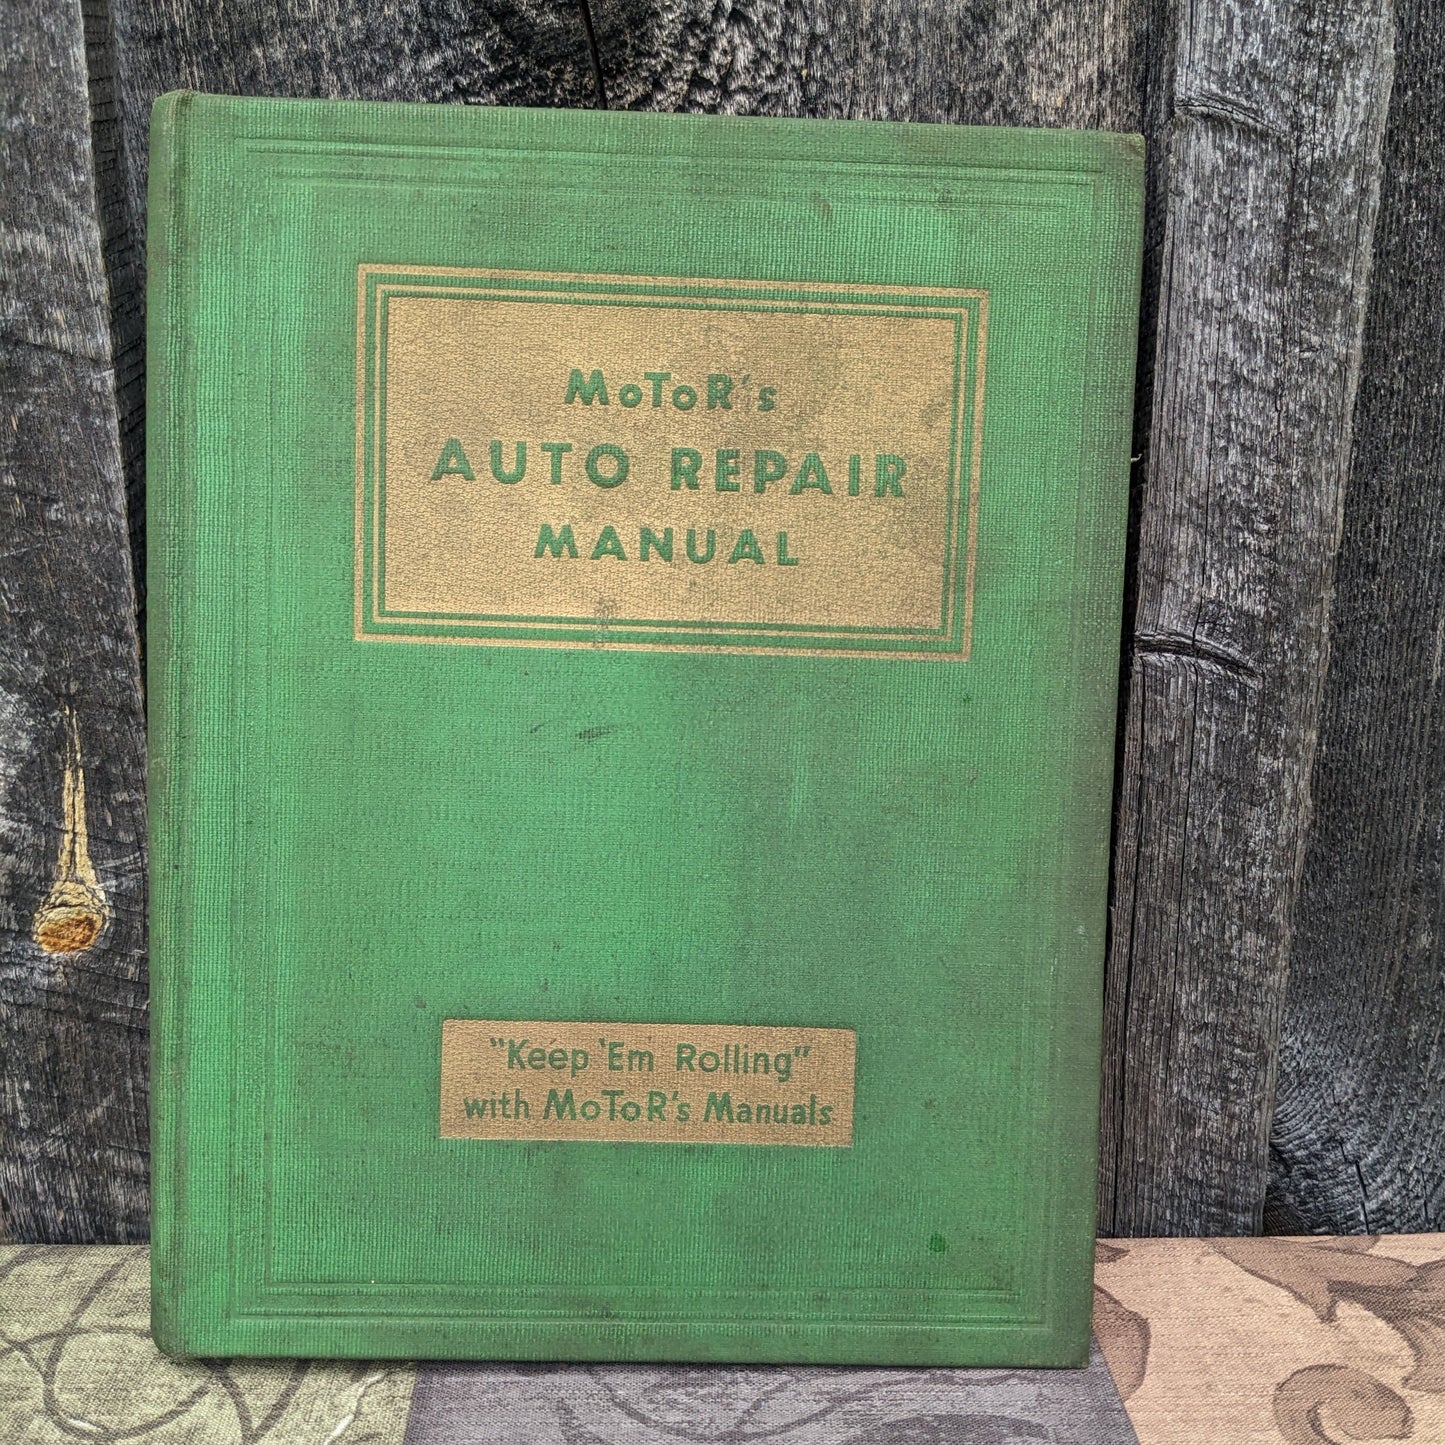 MoToR's
AUTO REPAIR
MANUAL
"Keep 'Em Rolling"
with MoToR's Manuals